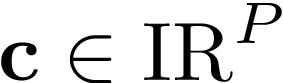 𝐜 ∈ IR^P